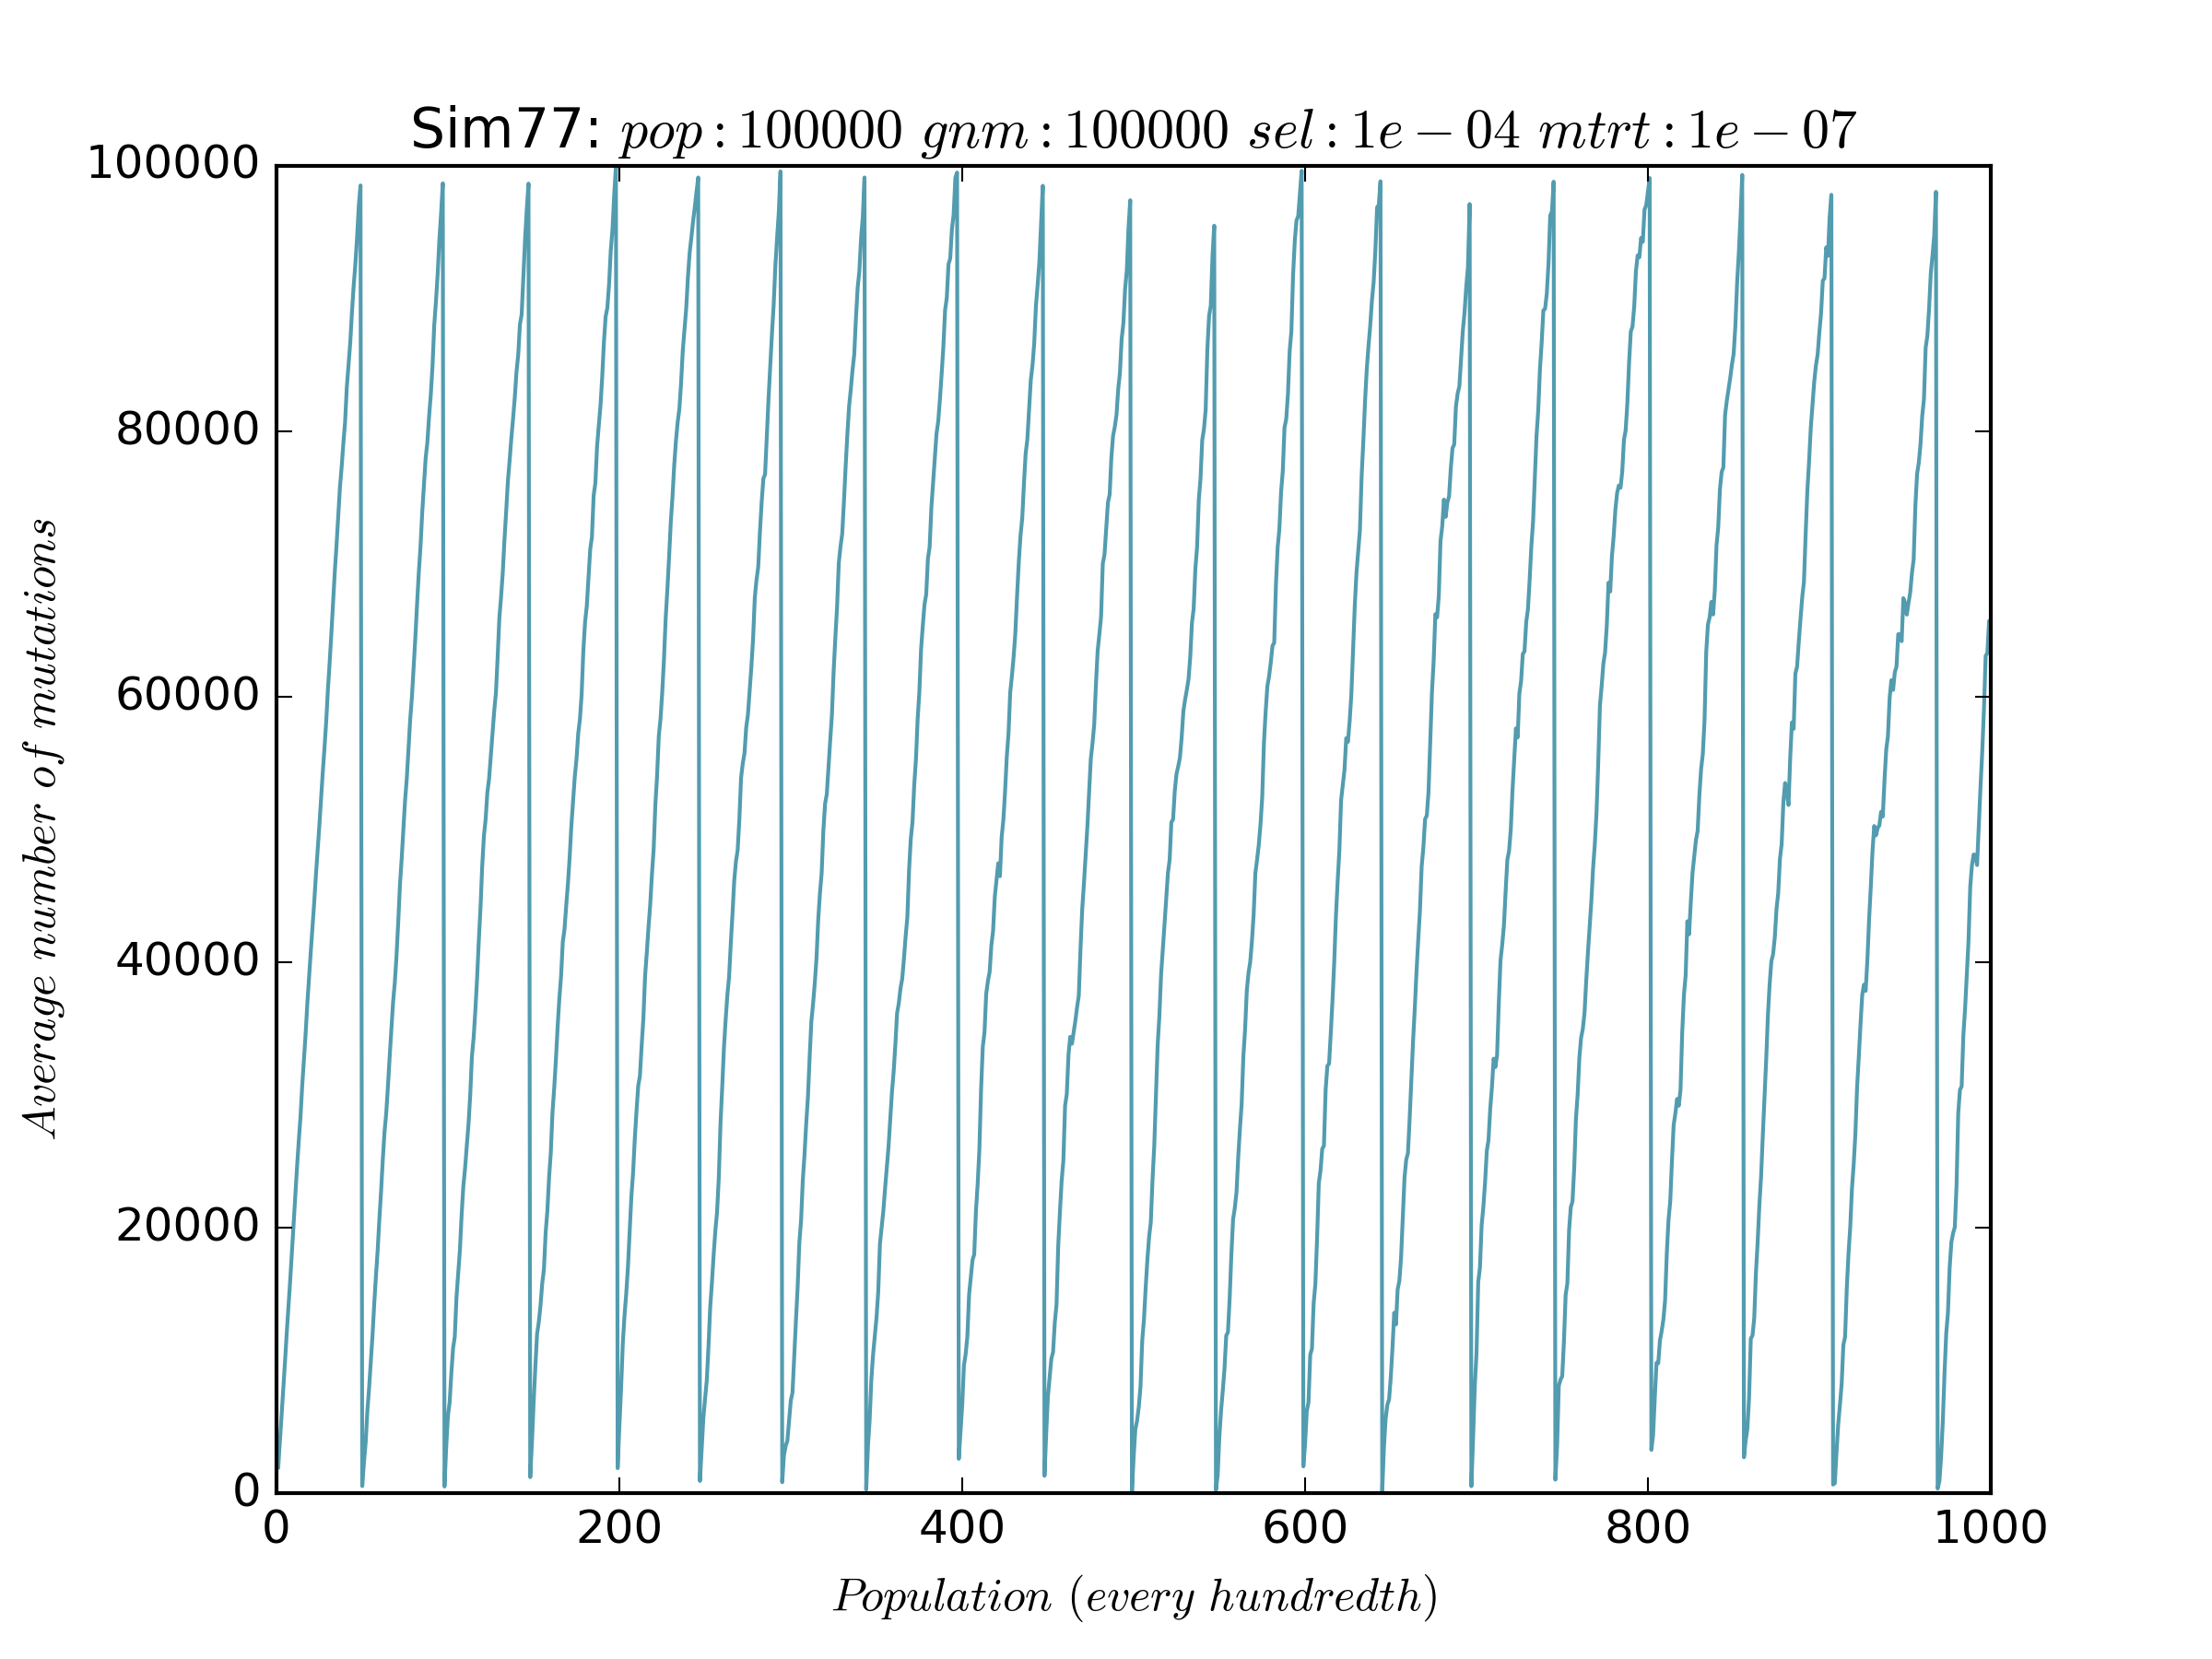 Sim77: pop : 100000 gnm : 100000 sel : 1e − 04 mtrt : 1e − 07
100000
80000
60000
40000
20000
0
Average number of mutations
0 200 400 600 800 1000
Population (every hundredth)